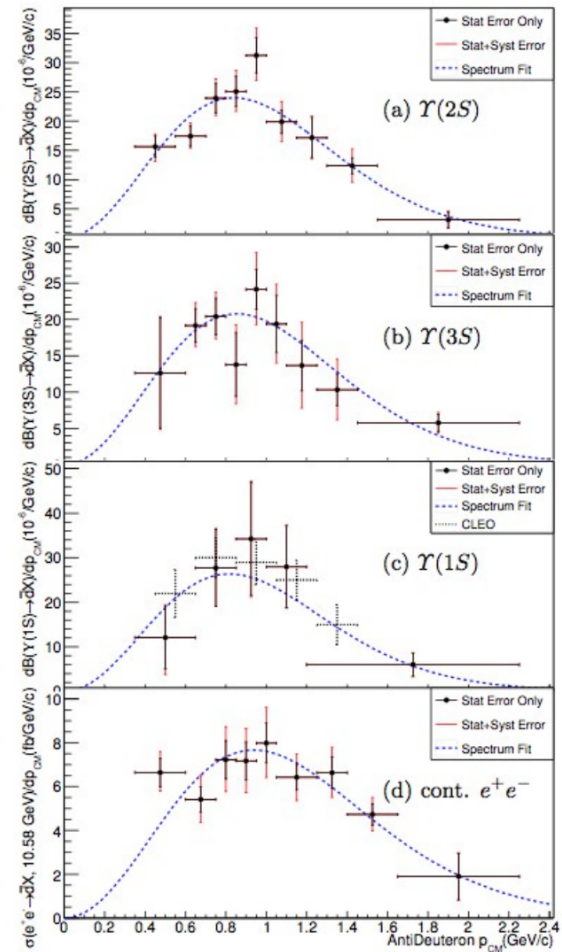 dB(Υ(2S)→d̄X)/dp_CM(10⁻⁶/GeV/c)
35
30
25
20
15
10
5
Stat Error Only
Stat+Syst Error
Spectrum Fit
(a) Υ(2S)
dB(Υ(3S)→d̄X)/dp_CM(10⁻⁶/GeV/c)
30
25
20
15
10
5
Stat Error Only
Stat+Syst Error
Spectrum Fit
(b) Υ(3S)
dB(Υ(1S)→d̄X)/dp_CM(10⁻⁶/GeV/c)
50
40
30
20
10
0
Stat Error Only
Stat+Syst Error
Spectrum Fit
CLEO
(c) Υ(1S)
σ(e⁺e⁻→d̄X, 10.58 GeV)/dp_CM(fb/GeV/c)
10
8
6
4
2
0
Stat Error Only
Stat+Syst Error
Spectrum Fit
(d) cont. e⁺e⁻
0 0.2 0.4 0.6 0.8 1 1.2 1.4 1.6 1.8 2.0 2.2 2.4
AntiDeuteron p_CM(GeV/c)